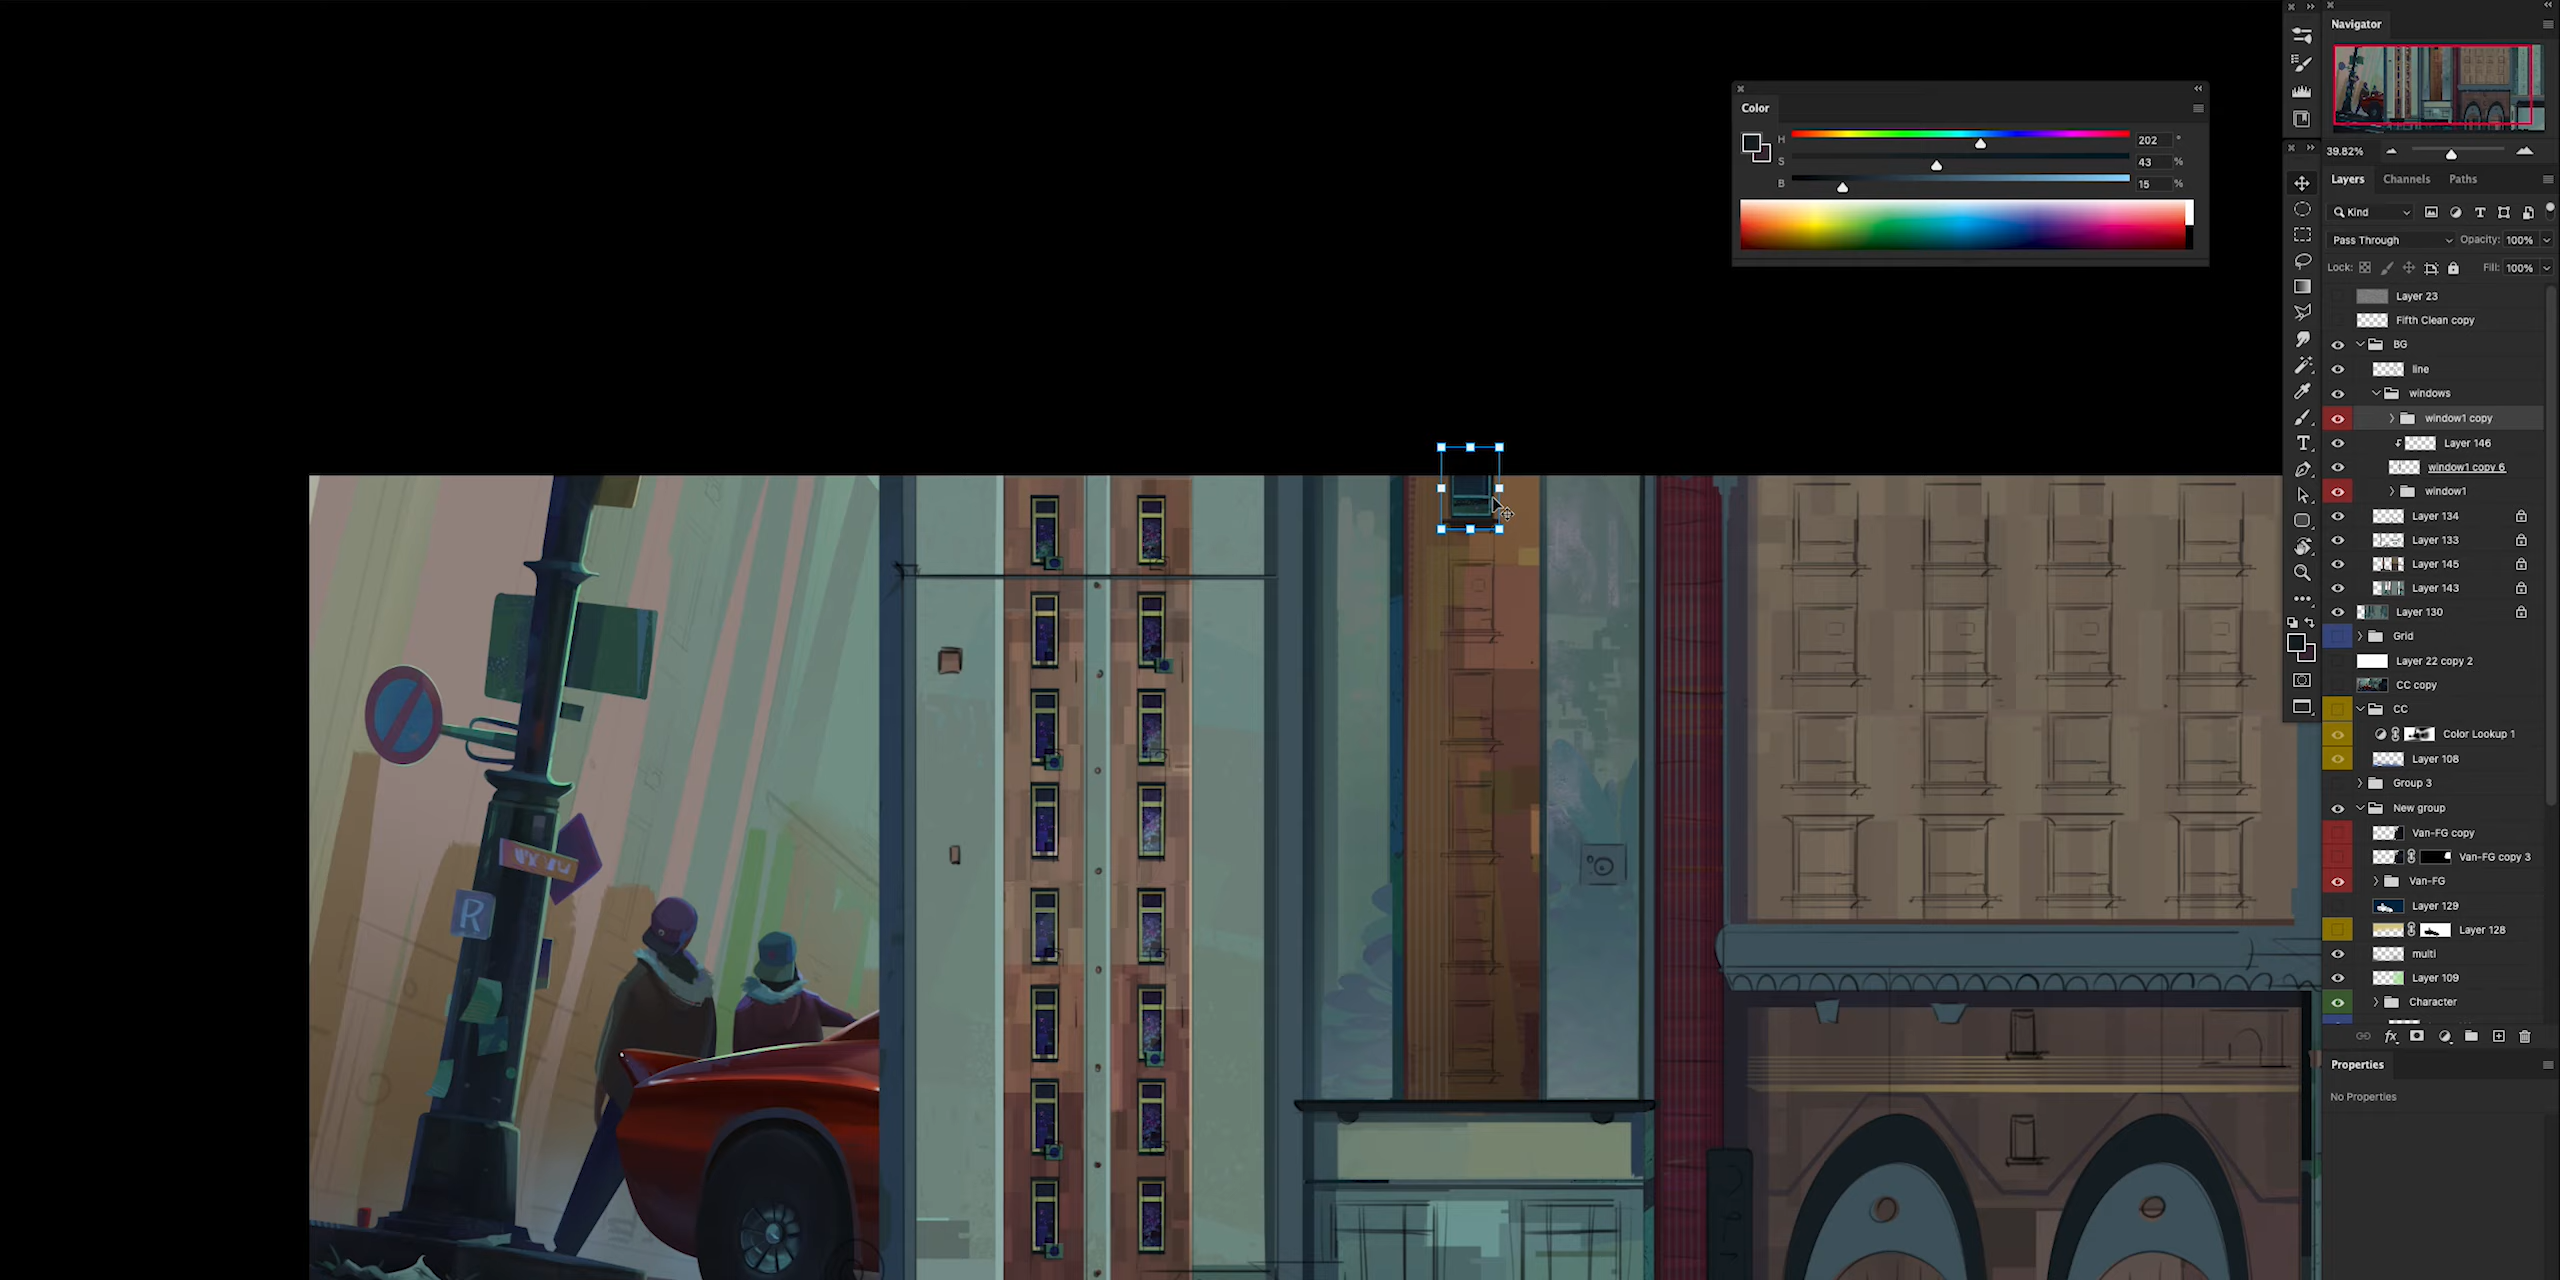 Navigator
39.82%
Layers Channels Paths
Kind
Pass Through Opacity: 100%
Lock: Fill: 100%
Layer 23
Fifth Clean copy
BG
line
windows
window1 copy
Layer 146
window1 copy 6
window1
Layer 134
Layer 133
Layer 145
Layer 143
Layer 130
Grid
Layer 22 copy 2
CC copy
CC
Color Lookup 1
Layer 108
Group 3
New group
Van-FG copy
Van-FG copy 3
Van-FG
Layer 129
Layer 128
multi
Layer 109
Character
fx
Properties
No Properties
Color
H 202 °
S 43 %
B 15 %
R